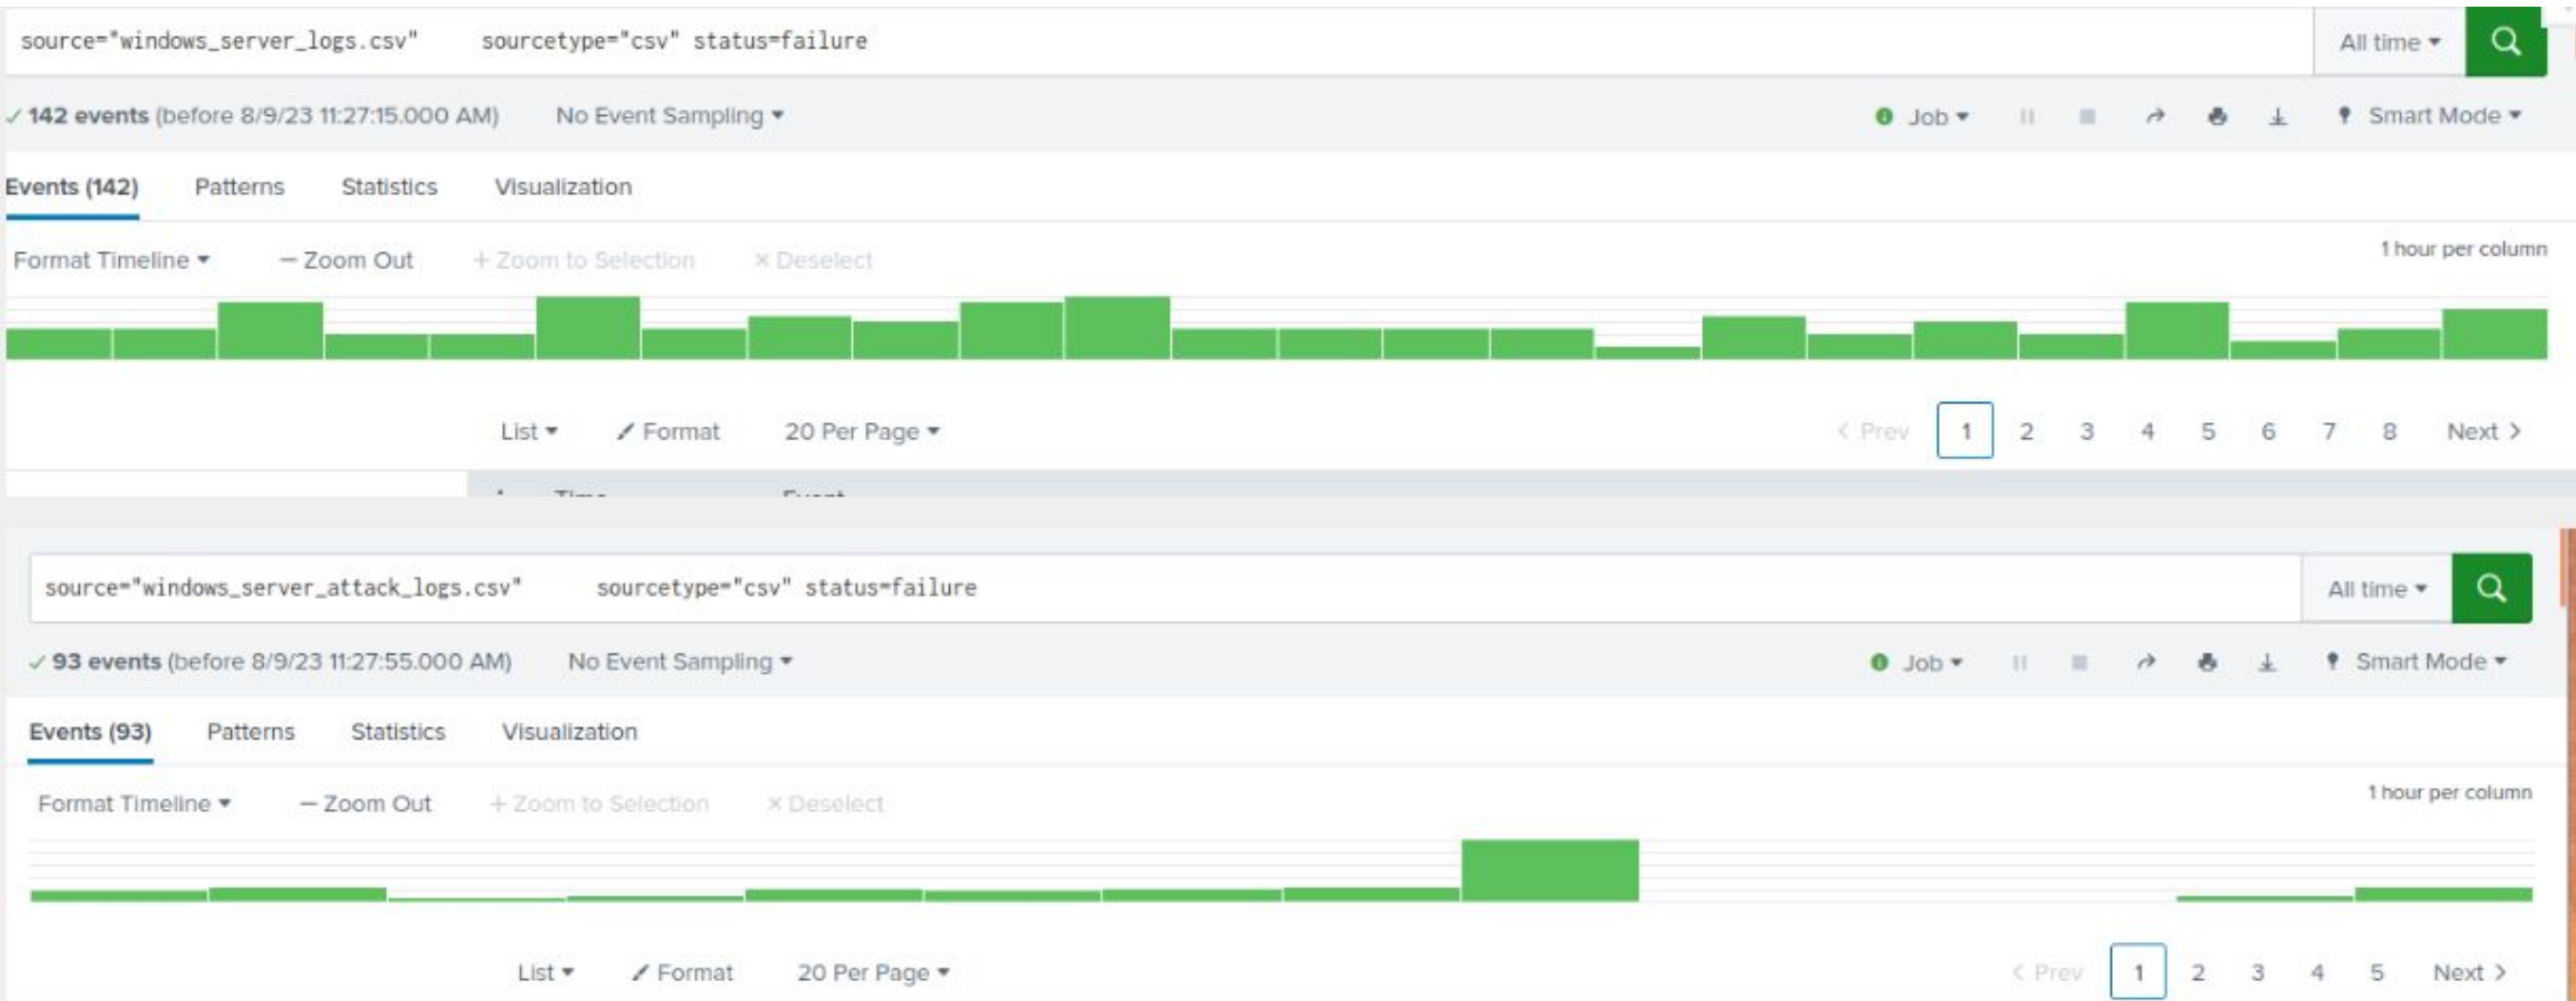 source="windows_server_logs.csv" sourcetype="csv" status=failure All time
142 events (before 8/9/23 11:27:15.000 AM) No Event Sampling Job Smart Mode
Events (142) Patterns Statistics Visualization
Format Timeline — Zoom Out + Zoom to Selection × Deselect 1 hour per column
List Format 20 Per Page < Prev 1 2 3 4 5 6 7 8 Next >
Time Event
source="windows_server_attack_logs.csv" sourcetype="csv" status=failure All time
93 events (before 8/9/23 11:27:55.000 AM) No Event Sampling Job Smart Mode
Events (93) Patterns Statistics Visualization
Format Timeline — Zoom Out + Zoom to Selection × Deselect 1 hour per column
List Format 20 Per Page < Prev 1 2 3 4 5 Next >